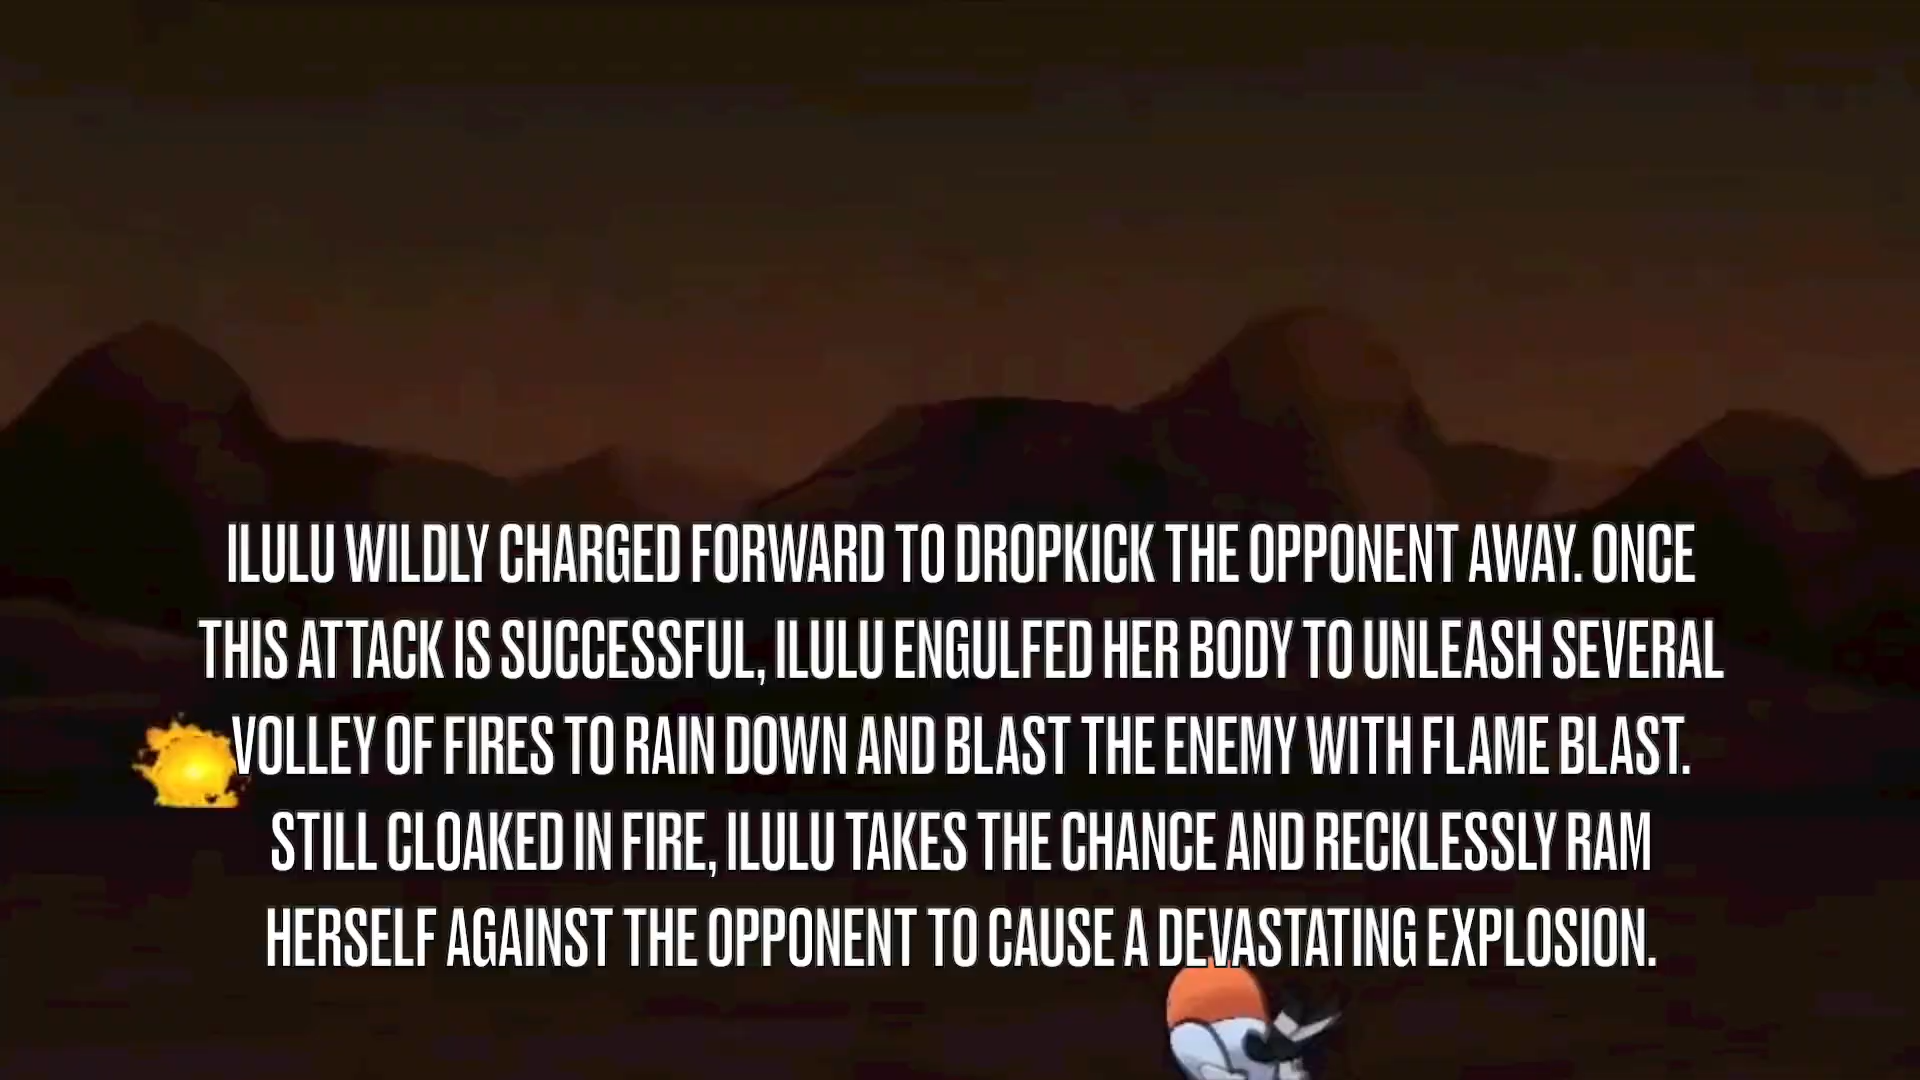 ILULU WILDLY CHARGED FORWARD TO DROPKICK THE OPPONENT AWAY. ONCE
THIS ATTACK IS SUCCESSFUL, ILULU ENGULFED HER BODY TO UNLEASH SEVERAL
VOLLEY OF FIRES TO RAIN DOWN AND BLAST THE ENEMY WITH FLAME BLAST.
STILL CLOAKED IN FIRE, ILULU TAKES THE CHANCE AND RECKLESSLY RAM
HERSELF AGAINST THE OPPONENT TO CAUSE A DEVASTATING EXPLOSION.